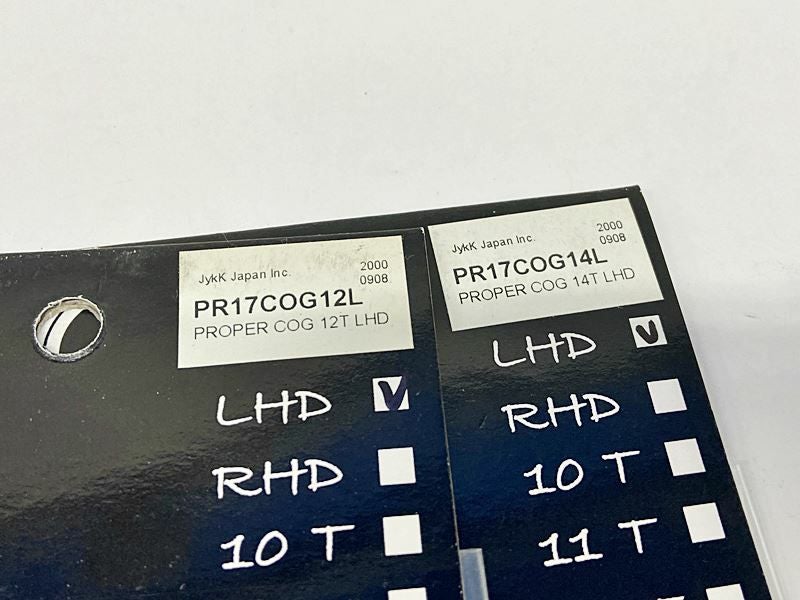 JykK Japan Inc. 2000
0908
PR17COG12L
PROPER COG 12T LHD
LHD
RHD
10 T
JykK Japan Inc. 2000
0908
PR17COG14L
PROPER COG 14T LHD
LHD
RHD
10 T
11 T